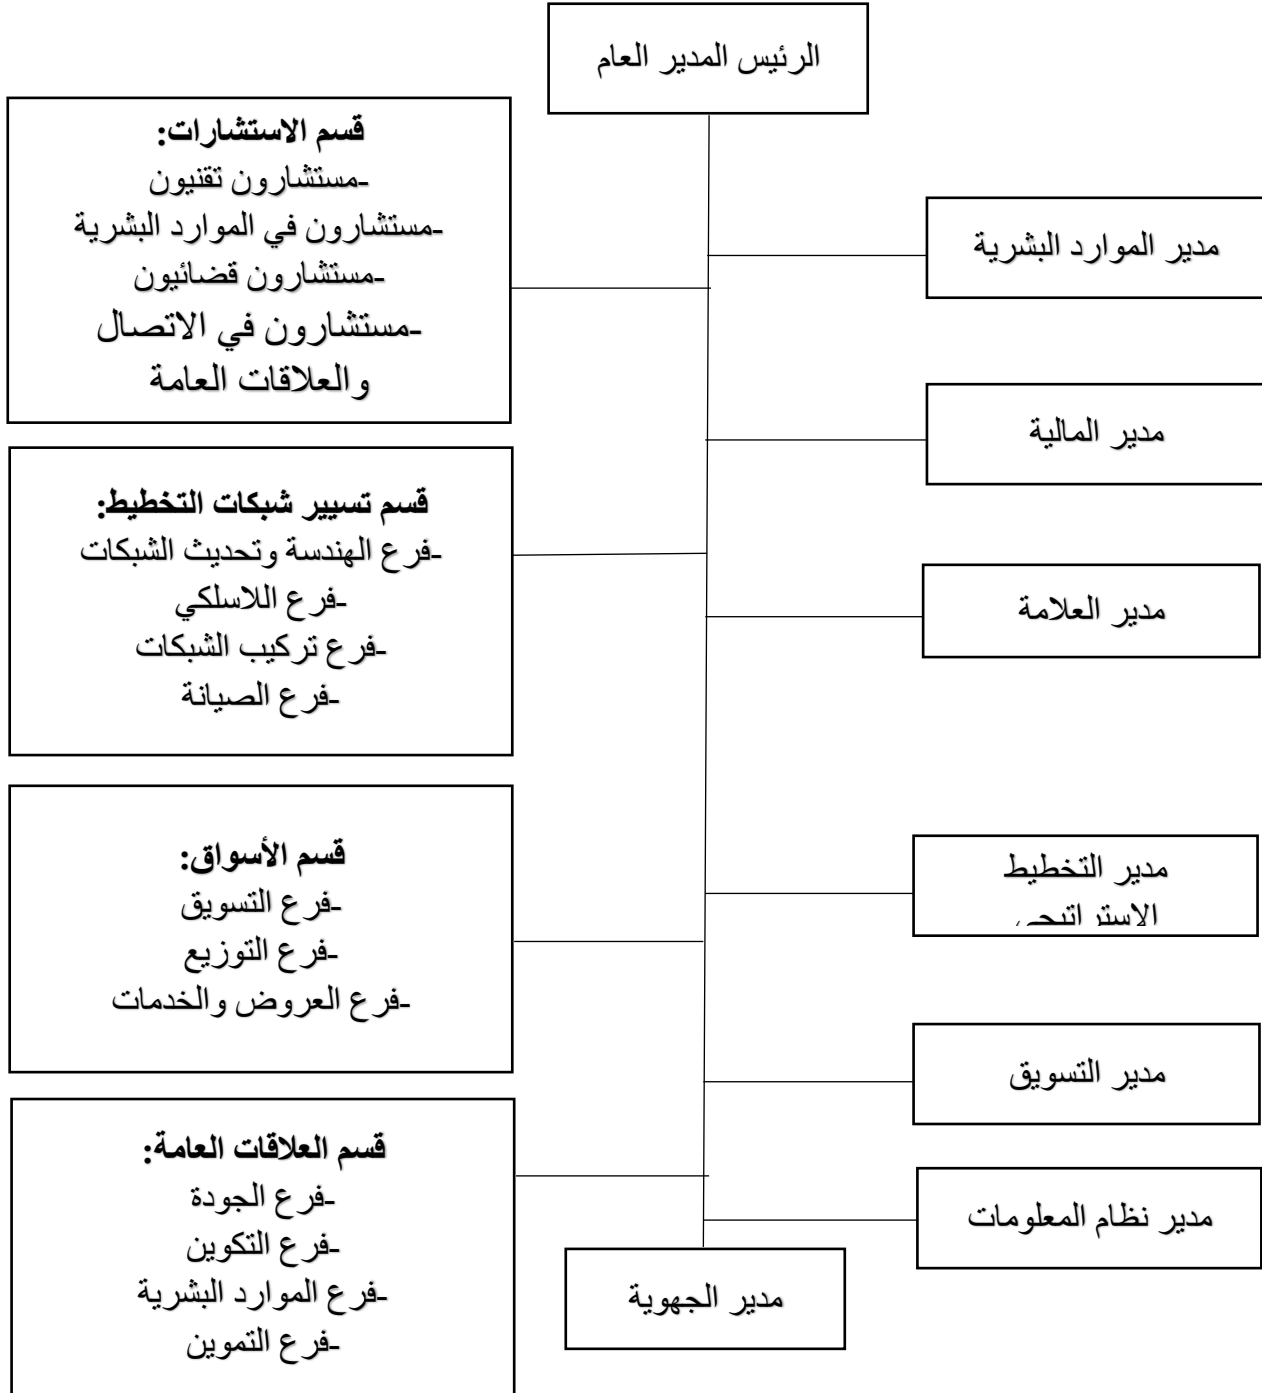 الرئيس المدير العام
قسم الاستشارات:
-مستشارون تقنيون
-مستشارون في الموارد البشرية
-مستشارون قضائيون
-مستشارون في الاتصال
والعلاقات العامة
مدير الموارد البشرية
مدير المالية
قسم تسيير شبكات التخطيط:
-فرع الهندسة وتحديث الشبكات
-فرع اللاسلكي
-فرع تركيب الشبكات
-فرع الصيانة
مدير العلامة
قسم الأسواق:
-فرع التسويق
-فرع التوزيع
-فرع العروض والخدمات
مدير التخطيط
الاستراتيجي
مدير التسويق
قسم العلاقات العامة:
-فرع الجودة
-فرع التكوين
-فرع الموارد البشرية
-فرع التموين
مدير نظام المعلومات
مدير الجهوية